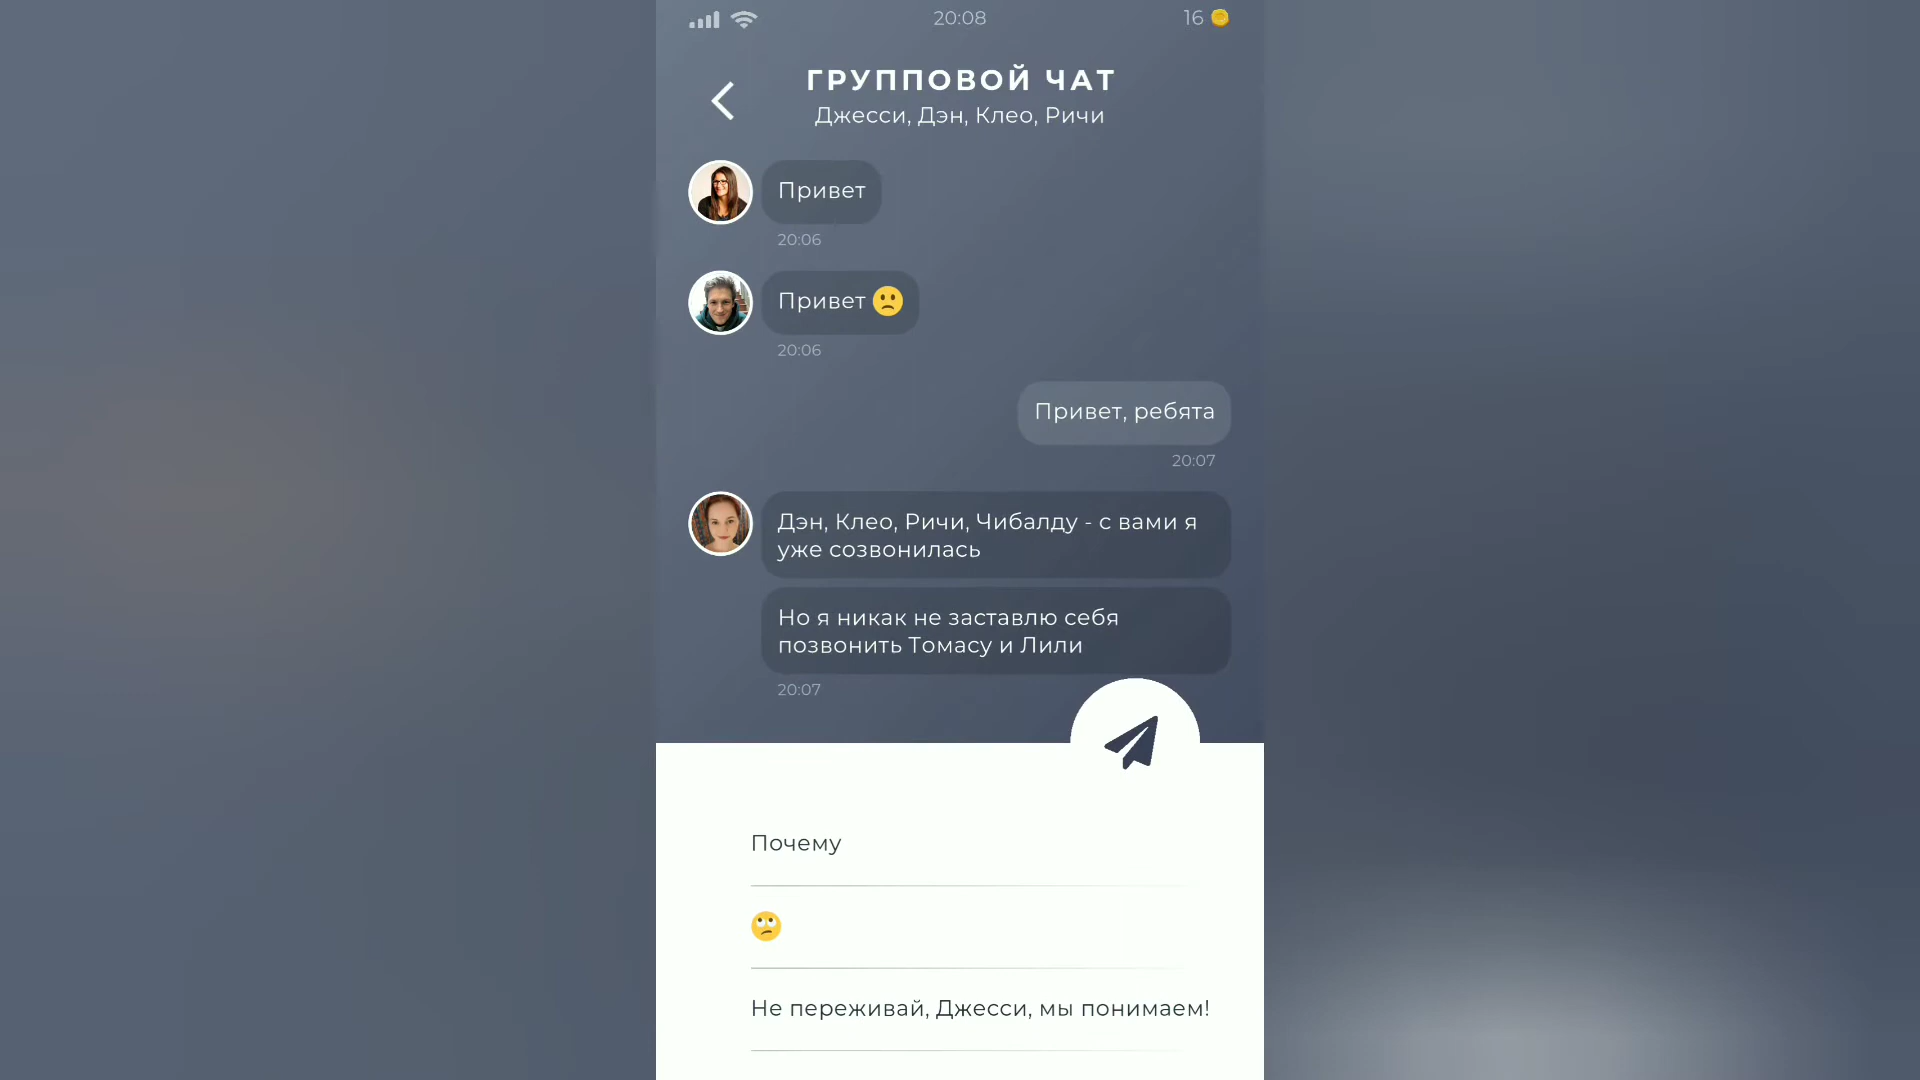 20:08
16
ГРУППОВОЙ ЧАТ
Джесси, Дэн, Клео, Ричи
Привет
20:06
Привет 🙁
20:06
Привет, ребята
20:07
Дэн, Клео, Ричи, Чибалду - с вами я
уже созвонилась
Но я никак не заставлю себя
позвонить Томасу и Лили
20:07
Почему
🙄
Не переживай, Джесси, мы понимаем!